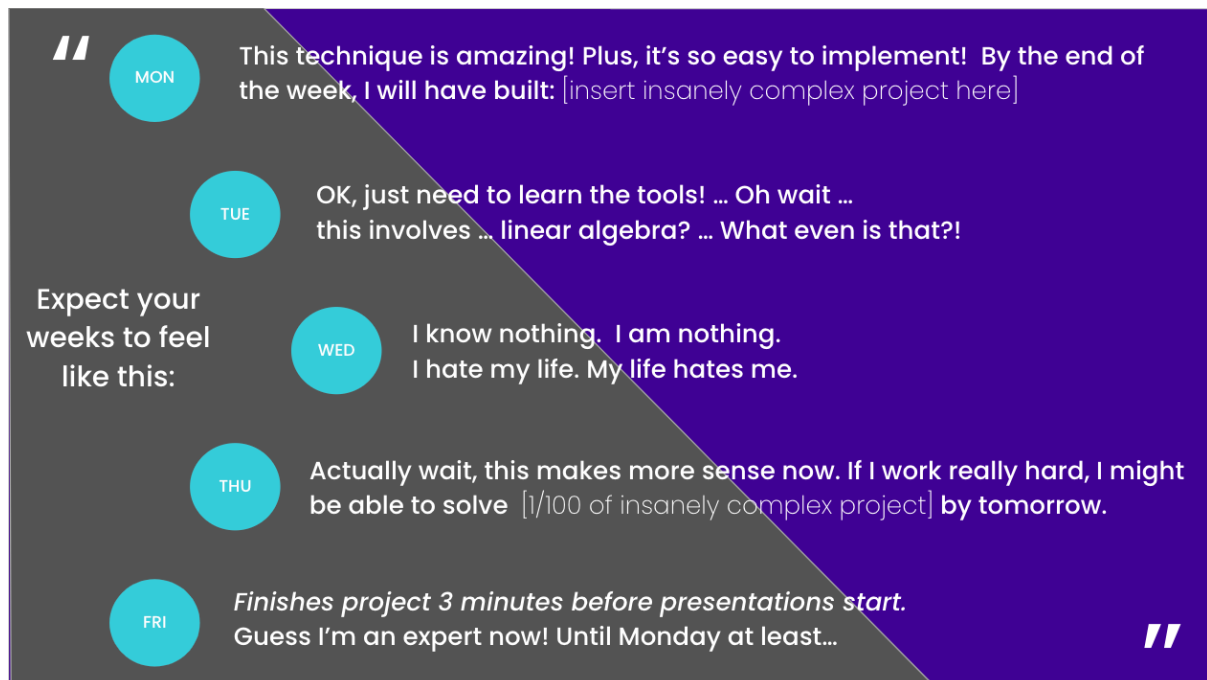 “
MON
This technique is amazing! Plus, it’s so easy to implement!  By the end of
the week, I will have built: [insert insanely complex project here]
TUE
OK, just need to learn the tools! … Oh wait …
this involves … linear algebra? … What even is that?!
Expect your
weeks to feel
like this:
WED
I know nothing.  I am nothing.
I hate my life. My life hates me.
THU
Actually wait, this makes more sense now. If I work really hard, I might
be able to solve  [1/100 of insanely complex project] by tomorrow.
FRI
Finishes project 3 minutes before presentations start.
Guess I’m an expert now! Until Monday at least…
”